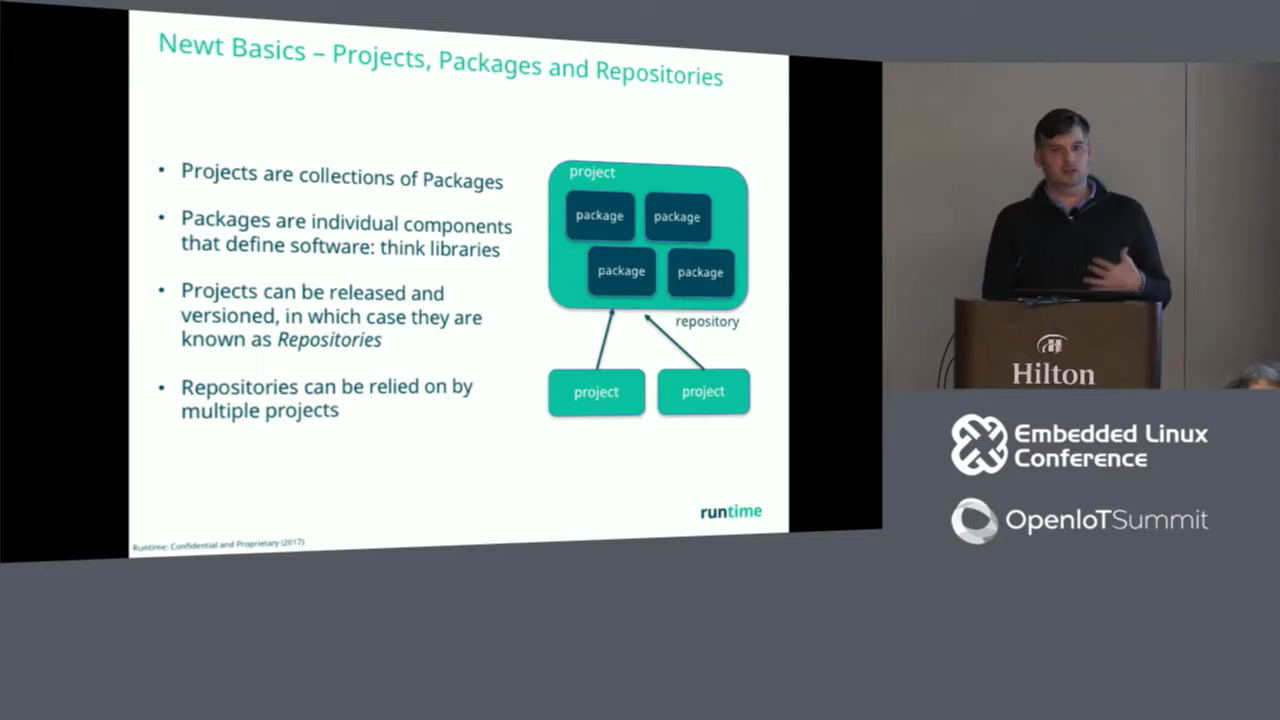 Newt Basics – Projects, Packages and Repositories
• Projects are collections of Packages
• Packages are individual components
that define software: think libraries
• Projects can be released and
versioned, in which case they are
known as Repositories
• Repositories can be relied on by
multiple projects
project
package
package
package
package
repository
project
project
runtime
Runtime: Confidential and Proprietary (2017)
Hilton
Embedded Linux
Conference
OpenIoTSummit